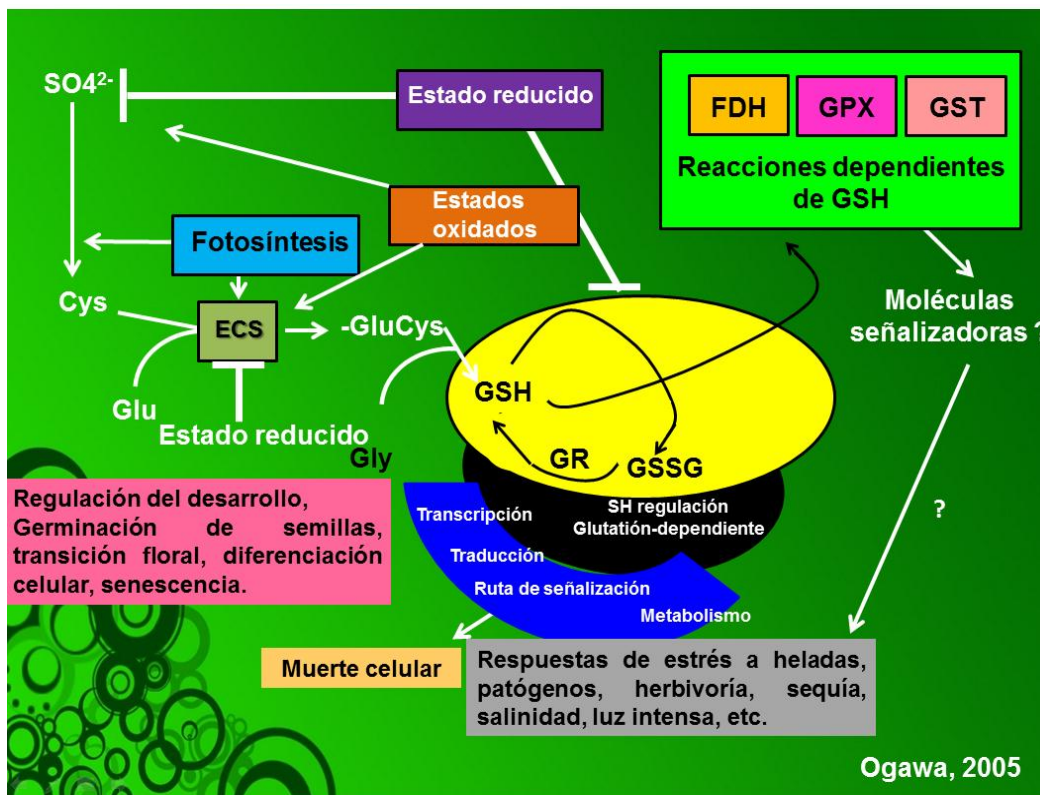 SO4²⁻
Estado reducido
FDH
GPX
GST
Reacciones dependientes
de GSH
Estados
oxidados
Fotosíntesis
Cys
ECS
-GluCys
Moléculas
señalizadoras ?
Glu
Estado reducido
Gly
GSH
GR
GSSG
SH regulación
Glutatión-dependiente
Transcripción
Traducción
Ruta de señalización
Metabolismo
?
Regulación del desarrollo,
Germinación de semillas,
transición floral, diferenciación
celular, senescencia.
Muerte celular
Respuestas de estrés a heladas,
patógenos, herbivoría, sequía,
salinidad, luz intensa, etc.
Ogawa, 2005